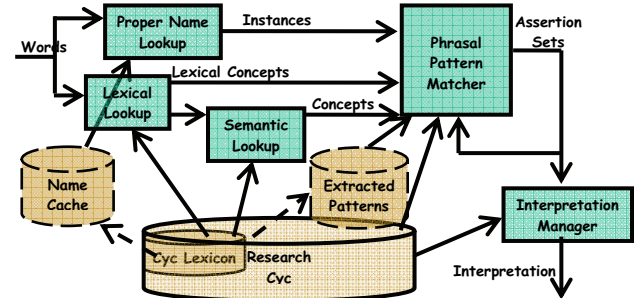 Proper Name
Lookup
Instances
Assertion
Sets
Words
Phrasal
Pattern
Matcher
Lexical Concepts
Lexical
Lookup
Concepts
Semantic
Lookup
Name
Cache
Extracted
Patterns
Interpretation
Manager
Cyc Lexicon
Research
Cyc
Interpretation